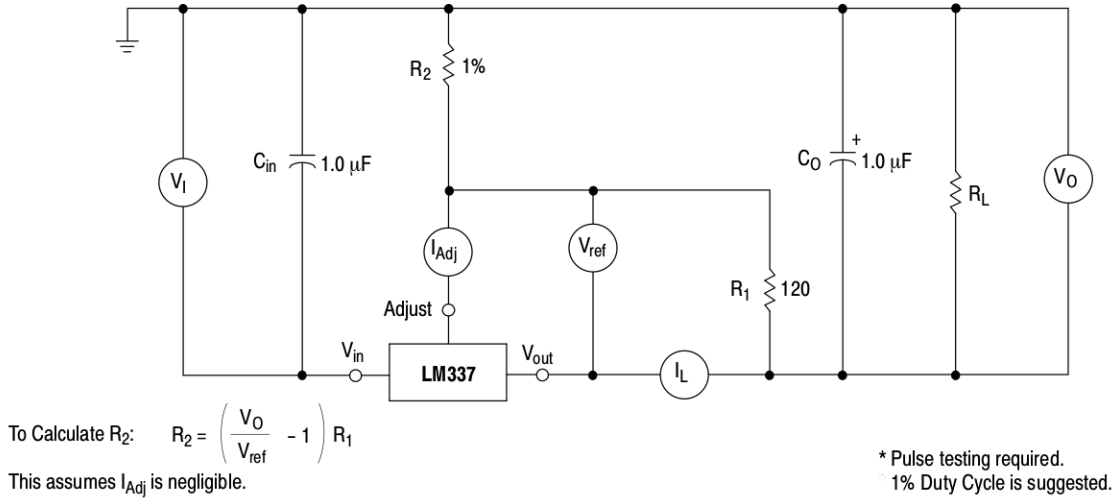 R2 1%
Cin 1.0 μF
CO + 1.0 μF
VI
VO
RL
IAdj
Vref
R1 120
Adjust
Vin
Vout
LM337
IL
To Calculate R2: R2 = ( VO / Vref - 1 ) R1
This assumes IAdj is negligible.
* Pulse testing required.
1% Duty Cycle is suggested.